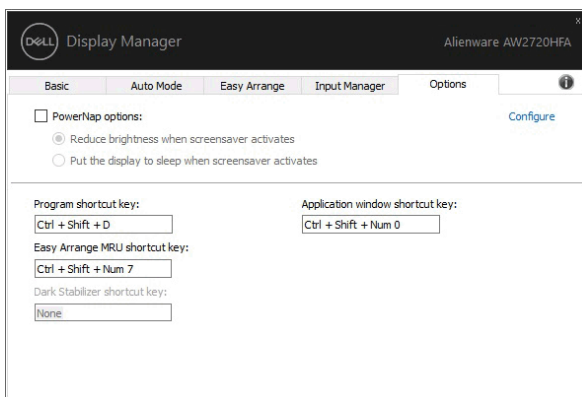 DELL Display Manager
Alienware AW2720HFA
x
Basic
Auto Mode
Easy Arrange
Input Manager
Options
i
PowerNap options:
Configure
Reduce brightness when screensaver activates
Put the display to sleep when screensaver activates
Program shortcut key:
Application window shortcut key:
Ctrl + Shift + D
Ctrl + Shift + Num 0
Easy Arrange MRU shortcut key:
Ctrl + Shift + Num 7
Dark Stabilizer shortcut key:
None